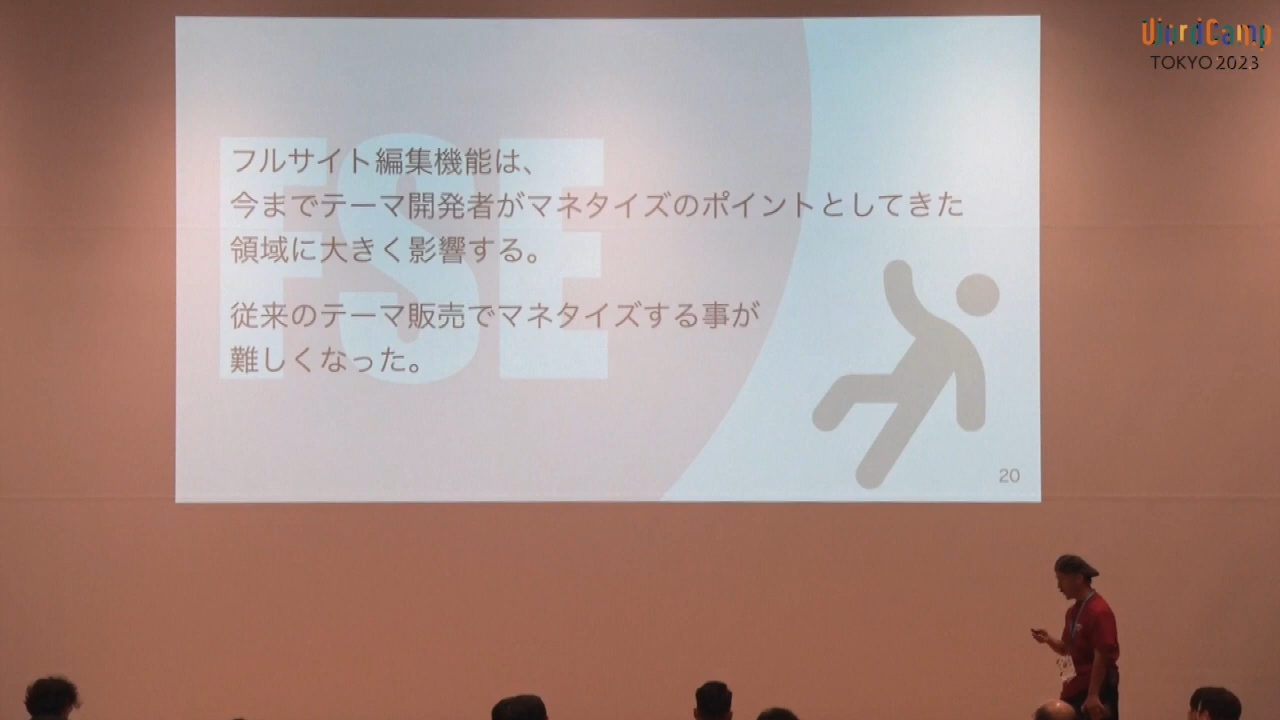 WordCamp
TOKYO 2023
FSE
フルサイト編集機能は、
今までテーマ開発者がマネタイズのポイントとしてきた
領域に大きく影響する。
従来のテーマ販売でマネタイズする事が
難しくなった。
20